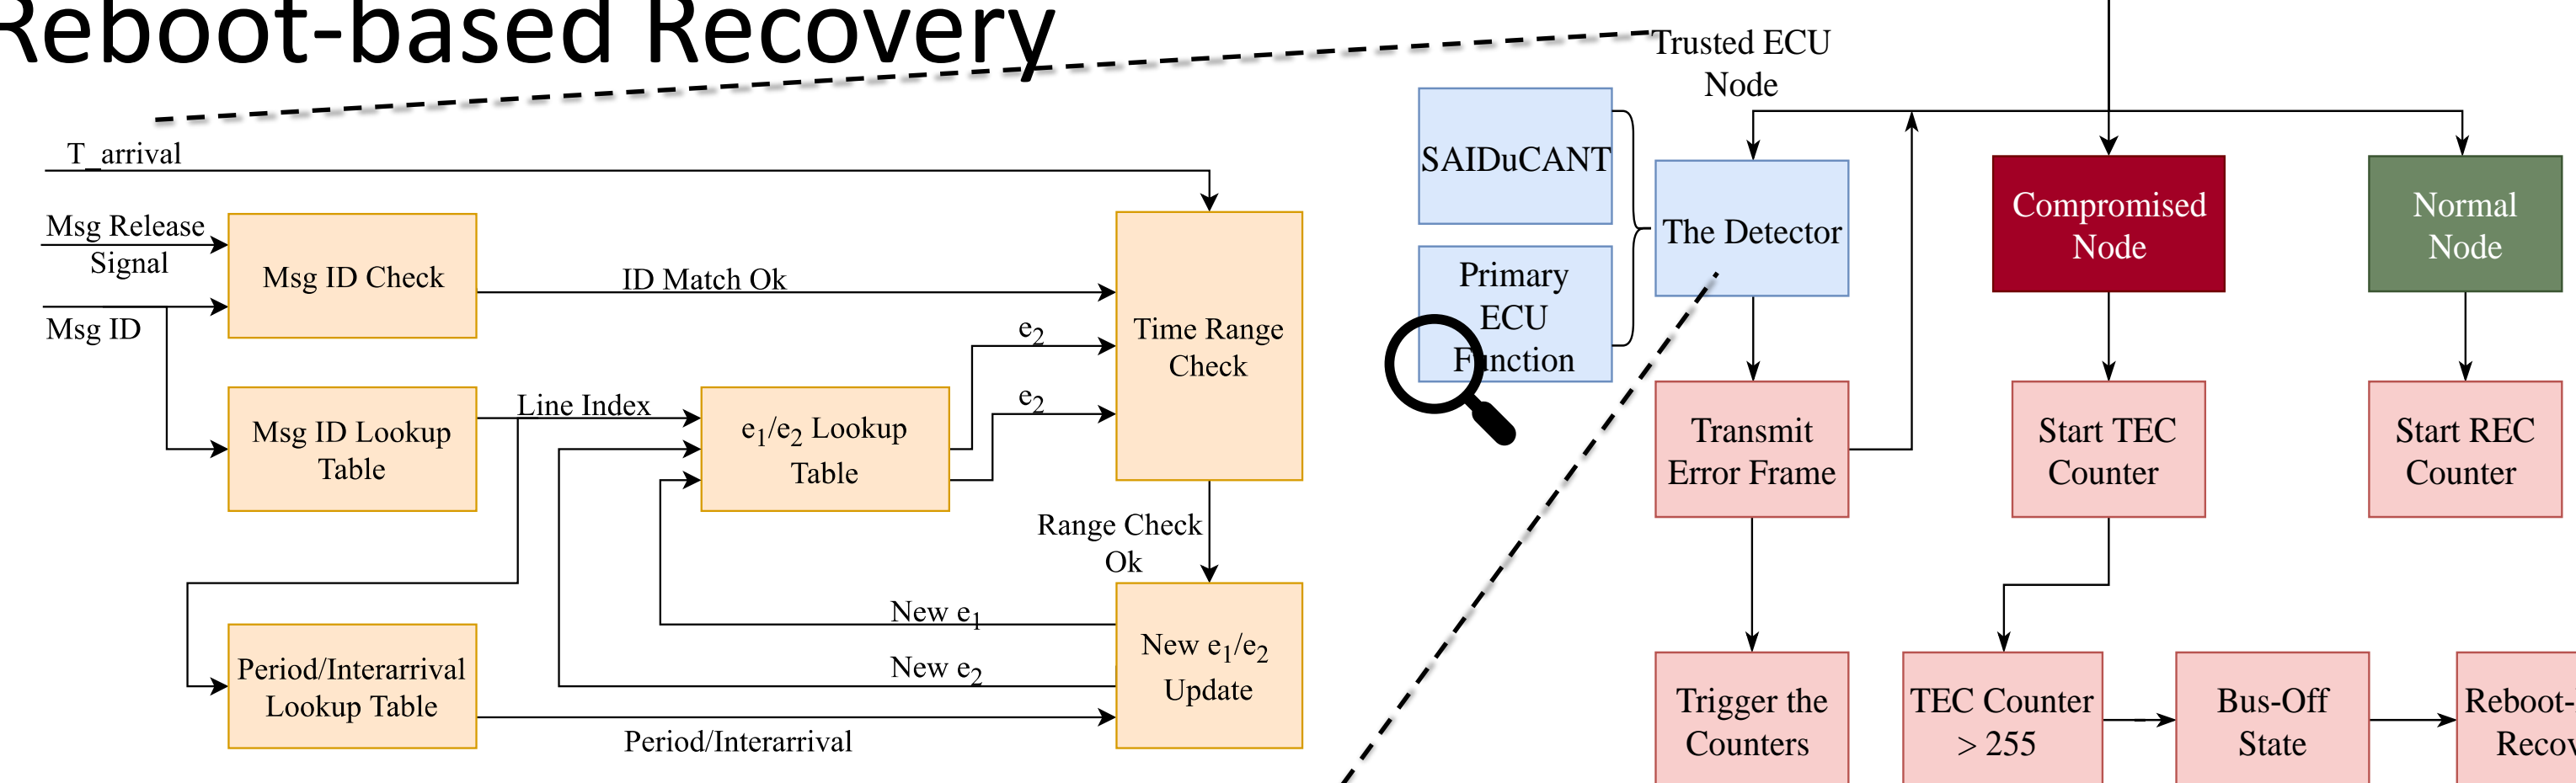 Reboot-based Recovery
T_arrival
Msg Release
Signal
Msg ID
Msg ID Check
ID Match Ok
Msg ID Lookup
Table
Line Index
e1/e2 Lookup
Table
e2
e2
Time Range
Check
Range Check
Ok
New e1
New e2
New e1/e2
Update
Period/Interarrival
Lookup Table
Period/Interarrival
Trusted ECU
Node
SAIDuCANT
Primary
ECU
Function
The Detector
Compromised
Node
Normal
Node
Transmit
Error Frame
Start TEC
Counter
Start REC
Counter
Trigger the
Counters
TEC Counter
> 255
Bus-Off
State
Reboot-
Recov